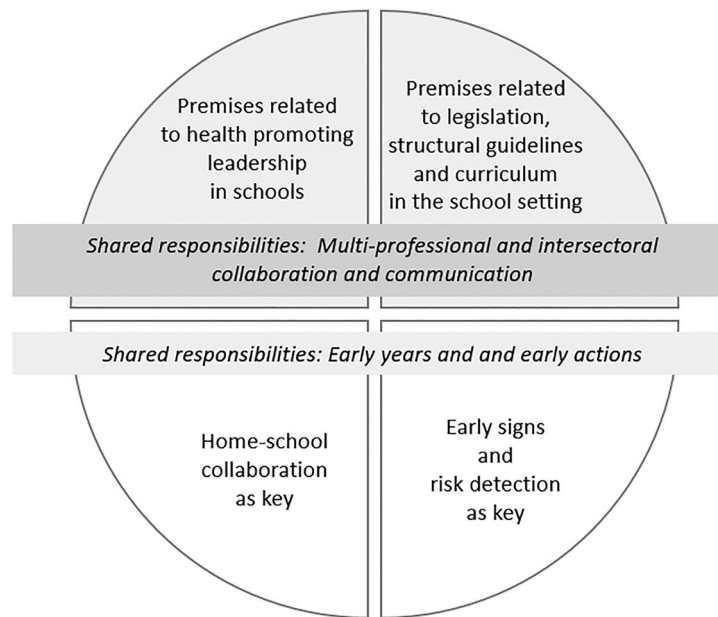 Premises related
to health promoting
leadership
in schools
Premises related
to legislation,
structural guidelines
and curriculum
in the school setting
Shared responsibilities: Multi-professional and intersectoral
collaboration and communication
Shared responsibilities: Early years and and early actions
Home-school
collaboration
as key
Early signs
and
risk detection
as key